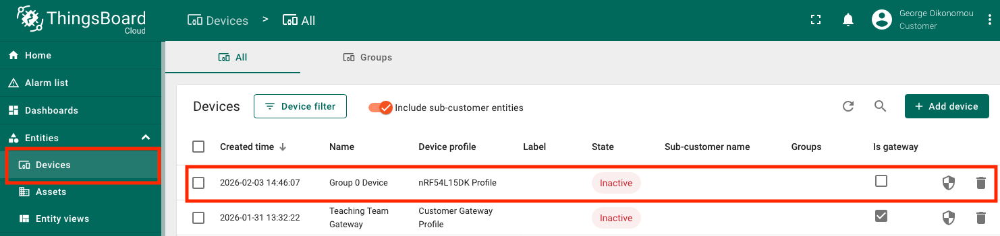 ThingsBoard
Cloud
Devices > All
George Oikonomou
Customer
Home
Alarm list
Dashboards
Entities
Devices
Assets
Entity views
All Groups
Devices Device filter Include sub-customer entities + Add device
Created time Name Device profile Label State Sub-customer name Groups Is gateway
2026-02-03 14:46:07 Group 0 Device nRF54L15DK Profile Inactive
2026-01-31 13:32:22 Teaching Team Gateway Customer Gateway Profile Inactive